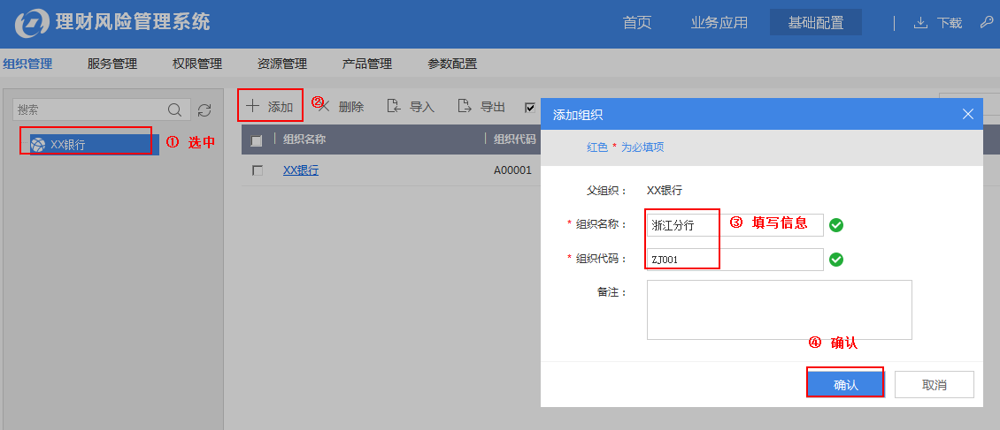 理财风险管理系统
首页 业务应用 基础配置 下载
组织管理 服务管理 权限管理 资源管理 产品管理 参数配置
搜索
XX银行
① 选中
添加 ② 删除 导入 导出
组织名称 组织代码
XX银行 A00001
添加组织
红色 * 为必填项
父组织： XX银行
* 组织名称： 浙江分行 ③ 填写信息
* 组织代码： ZJ001
备注：
④ 确认
确认 取消